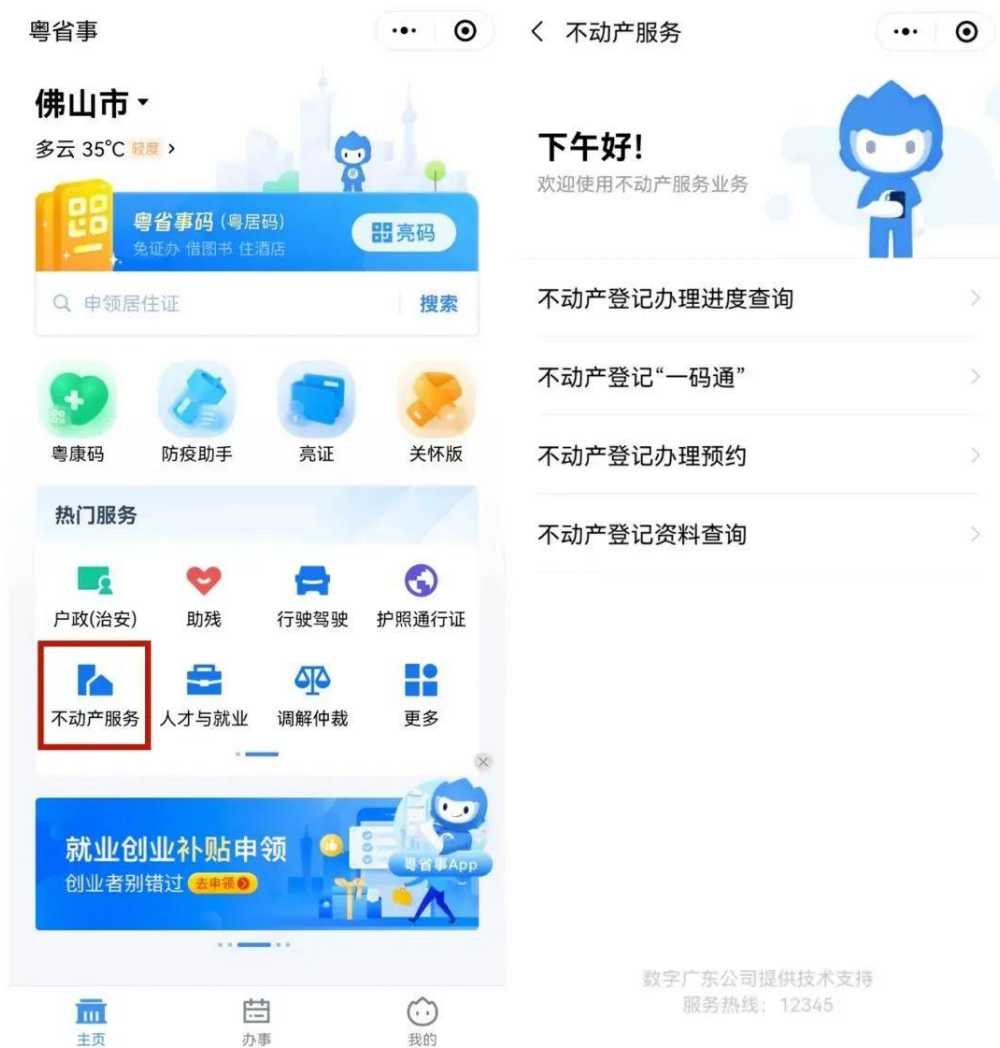 粤省事
佛山市
多云 35℃ 轻度
粤省事码 (粤居码)
免证办 借图书 住酒店
亮码
申领居住证
搜索
粤康码
防疫助手
亮证
关怀版
热门服务
户政(治安)
助残
行驶驾驶
护照通行证
不动产服务
人才与就业
调解仲裁
更多
就业创业补贴申领
创业者别错过 去申领
粤省事App
主页
办事
我的
不动产服务
下午好!
欢迎使用不动产服务业务
不动产登记办理进度查询
不动产登记“一码通”
不动产登记办理预约
不动产登记资料查询
数字广东公司提供技术支持
服务热线: 12345